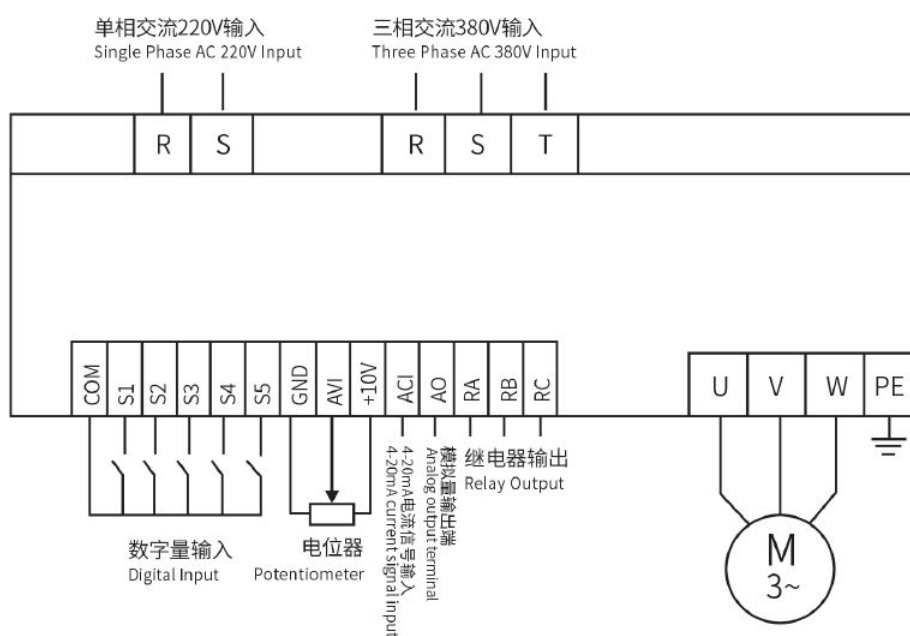 单相交流220V输入
Single Phase AC 220V Input
三相交流380V输入
Three Phase AC 380V Input
R
S
R
S
T
COM
S1
S2
S3
S4
S5
GND
AVI
+10V
ACI
AO
RA
RB
RC
U
V
W
PE
数字量输入
Digital Input
电位器
Potentiometer
4-20mA电流信号输入
4-20mA current signal input
模拟量输出端
Analog output terminal
继电器输出
Relay Output
M
3~